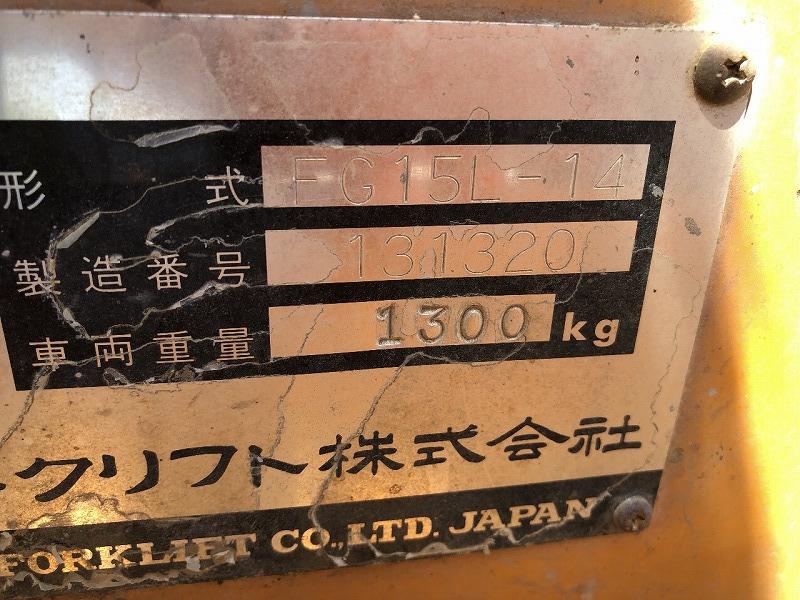 形式 FG15L-14
製造番号 131320
車両重量 1300 kg
クリフト株式会社
FORKLIFT CO.,LTD. JAPAN